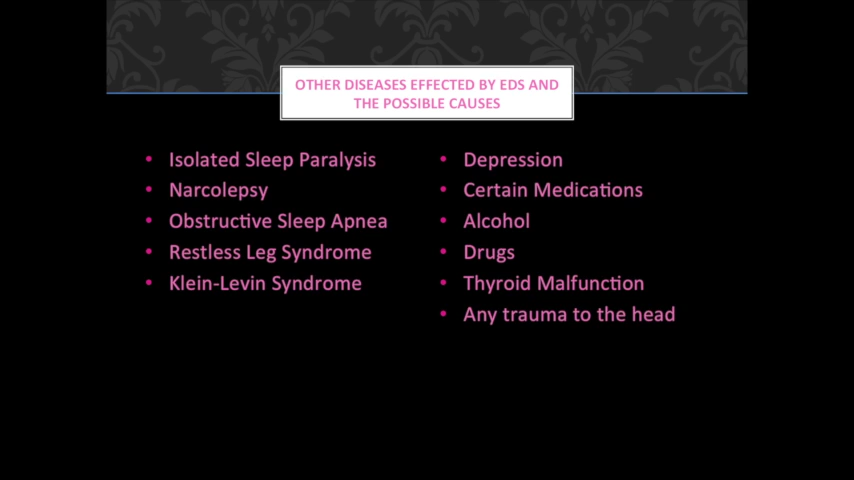 OTHER DISEASES EFFECTED BY EDS AND
THE POSSIBLE CAUSES
• Isolated Sleep Paralysis
• Narcolepsy
• Obstructive Sleep Apnea
• Restless Leg Syndrome
• Klein-Levin Syndrome
• Depression
• Certain Medications
• Alcohol
• Drugs
• Thyroid Malfunction
• Any trauma to the head